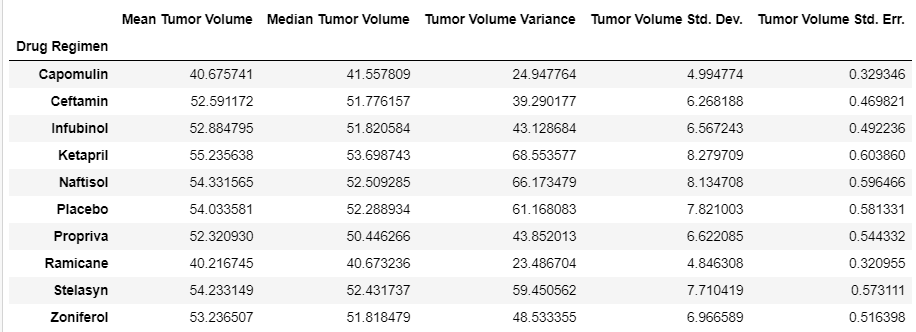 Mean Tumor Volume Median Tumor Volume Tumor Volume Variance Tumor Volume Std. Dev. Tumor Volume Std. Err.
Drug Regimen
Capomulin 40.675741 41.557809 24.947764 4.994774 0.329346
Ceftamin 52.591172 51.776157 39.290177 6.268188 0.469821
Infubinol 52.884795 51.820584 43.128684 6.567243 0.492236
Ketapril 55.235638 53.698743 68.553577 8.279709 0.603860
Naftisol 54.331565 52.509285 66.173479 8.134708 0.596466
Placebo 54.033581 52.288934 61.168083 7.821003 0.581331
Propriva 52.320930 50.446266 43.852013 6.622085 0.544332
Ramicane 40.216745 40.673236 23.486704 4.846308 0.320955
Stelasyn 54.233149 52.431737 59.450562 7.710419 0.573111
Zoniferol 53.236507 51.818479 48.533355 6.966589 0.516398